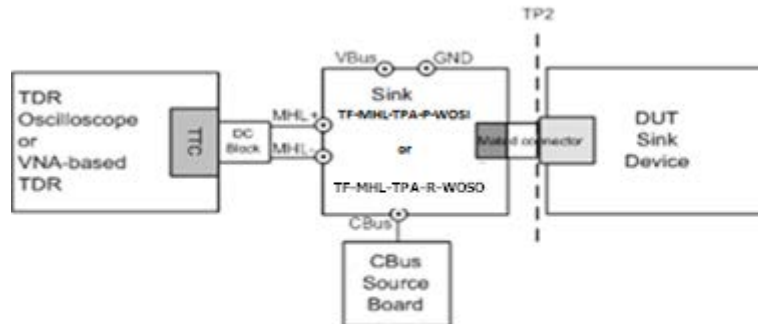 TP2
VBus
GND
TDR
Oscilloscope
or
VNA-based
TDR
TTC
DC
Block
MHL+
MHL-
Sink
TF-MHL-TPA-P-WOSI
or
TF-MHL-TPA-R-WOSO
Mated connector
DUT
Sink
Device
CBus
CBus
Source
Board